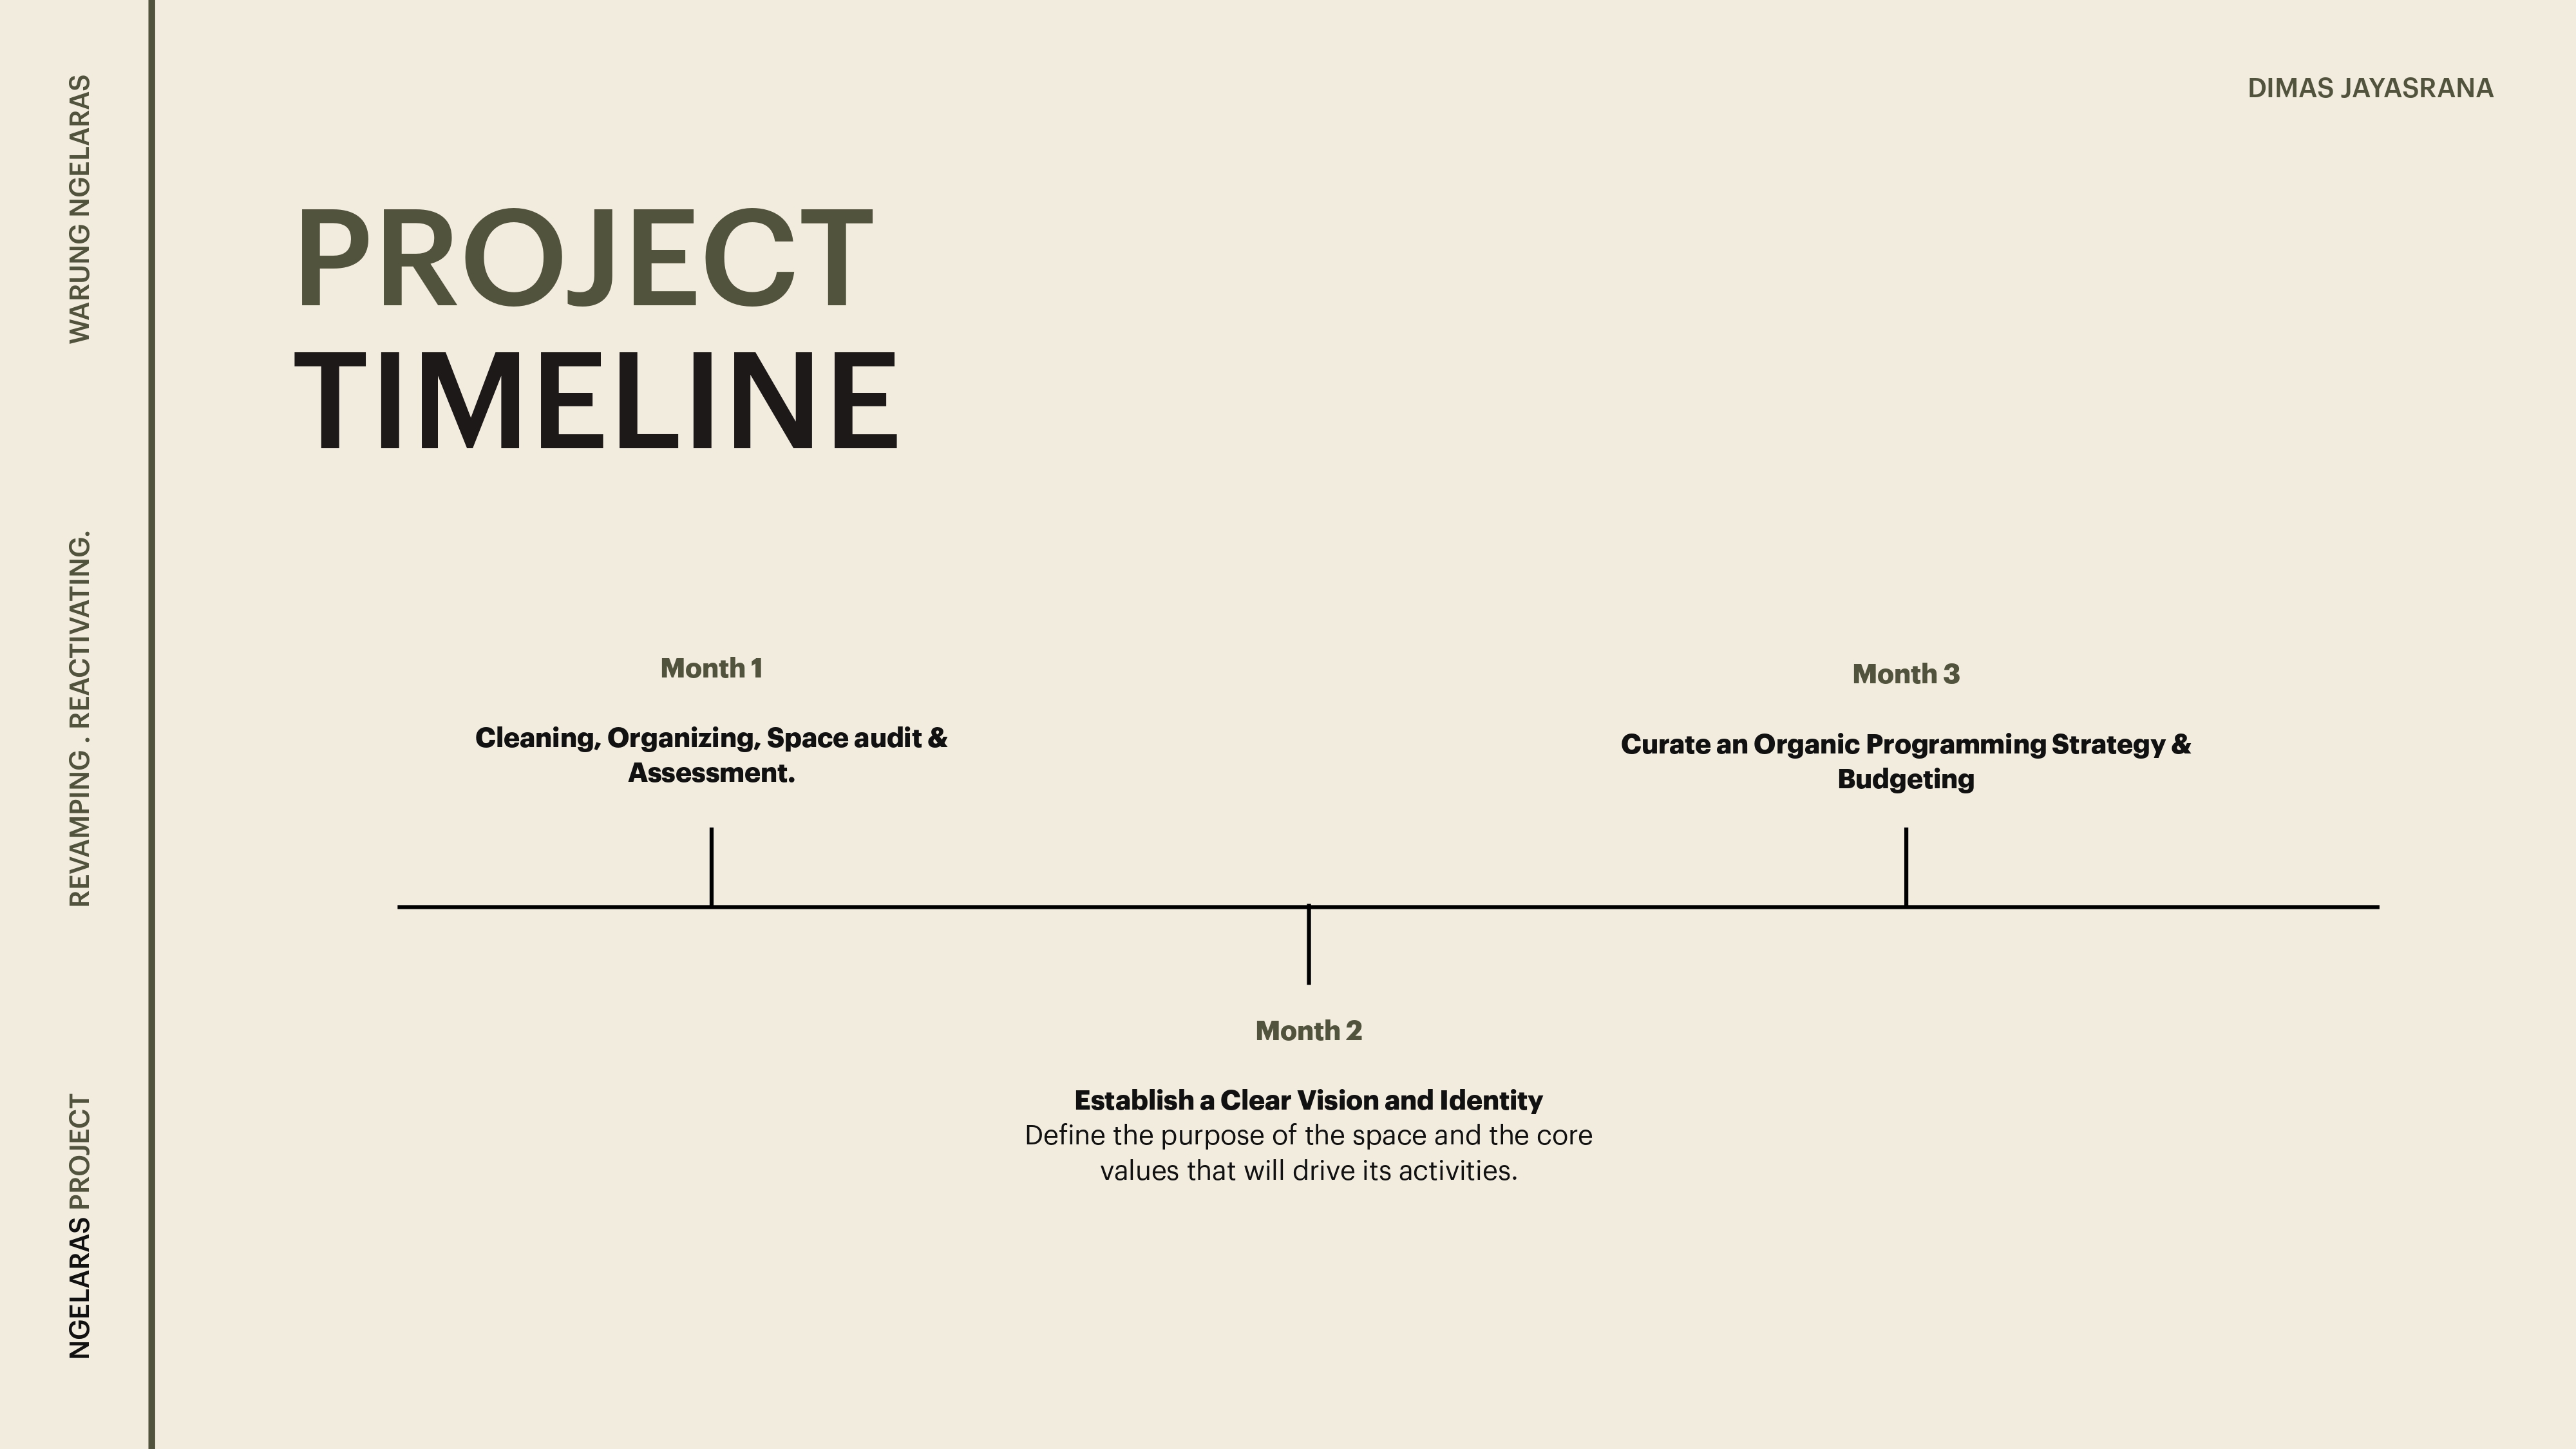 WARUNG NGELARAS
REVAMPING . REACTIVATING.
NGELARAS PROJECT
DIMAS JAYASRANA
PROJECT
TIMELINE
Month 1
Cleaning, Organizing, Space audit &
Assessment.
Month 2
Establish a Clear Vision and Identity
Define the purpose of the space and the core
values that will drive its activities.
Month 3
Curate an Organic Programming Strategy &
Budgeting